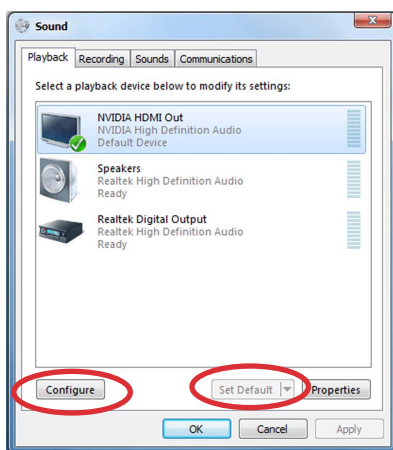 Sound
Playback Recording Sounds Communications
Select a playback device below to modify its settings:
NVIDIA HDMI Out
NVIDIA High Definition Audio
Default Device
Speakers
Realtek High Definition Audio
Ready
Realtek Digital Output
Realtek High Definition Audio
Ready
Configure Set Default Properties
OK Cancel Apply